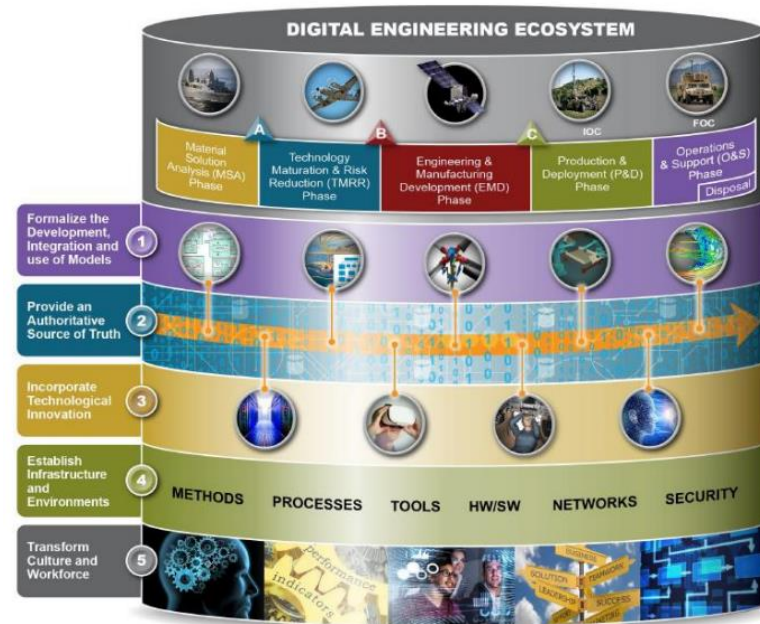 DIGITAL ENGINEERING ECOSYSTEM
A
B
C
IOC
FOC
Material
Solution
Analysis (MSA)
Phase
Technology
Maturation & Risk
Reduction (TMRR)
Phase
Engineering &
Manufacturing
Development (EMD)
Phase
Production &
Deployment (P&D)
Phase
Operations
& Support (O&S)
Phase
Disposal
Formalize the
Development,
Integration and
use of Models
1
Provide an
Authoritative
Source of Truth
2
Incorporate
Technological
Innovation
3
Establish
Infrastructure
and
Environments
4
METHODS
PROCESSES
TOOLS
HW/SW
NETWORKS
SECURITY
Transform
Culture and
Workforce
5
Performance
indicators
BUSINESS
SOLUTION
TEAMWORK
LEADERSHIP
SUCCESS